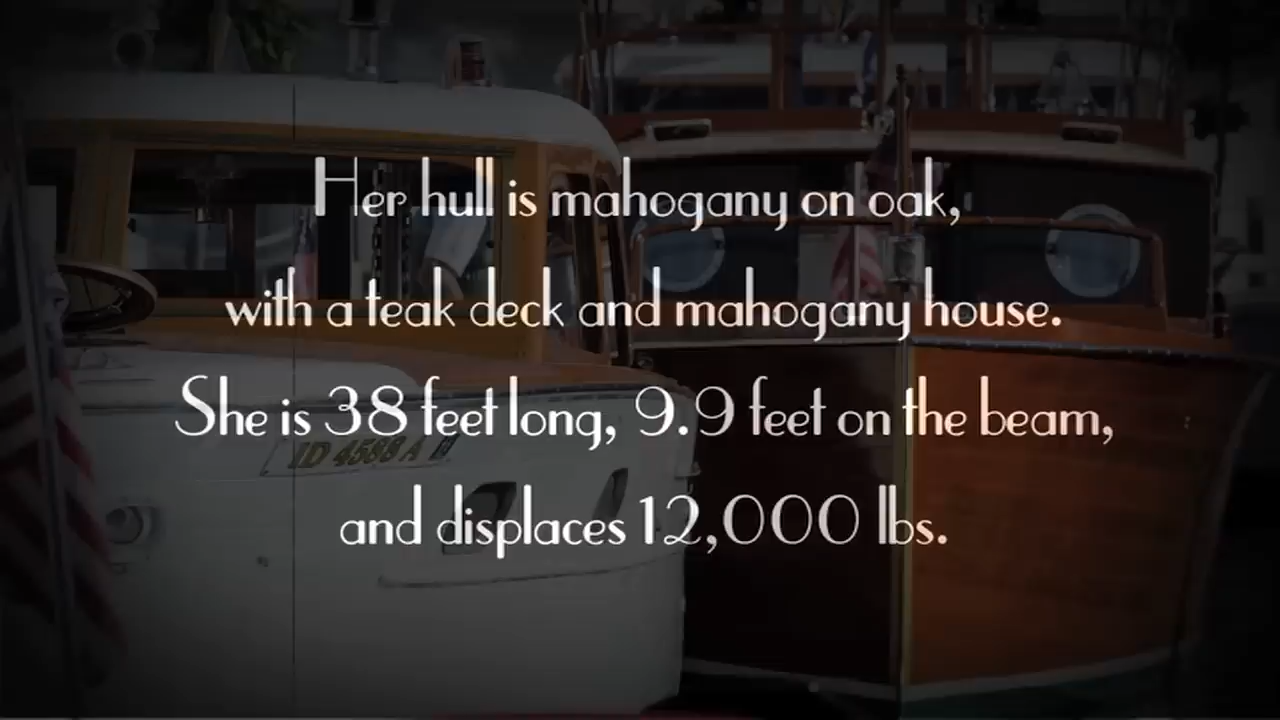 Her hull is mahogany on oak,
with a teak deck and mahogany house.
She is 38 feet long, 9.9 feet on the beam,
and displaces 12,000 lbs.
ID 4588 A